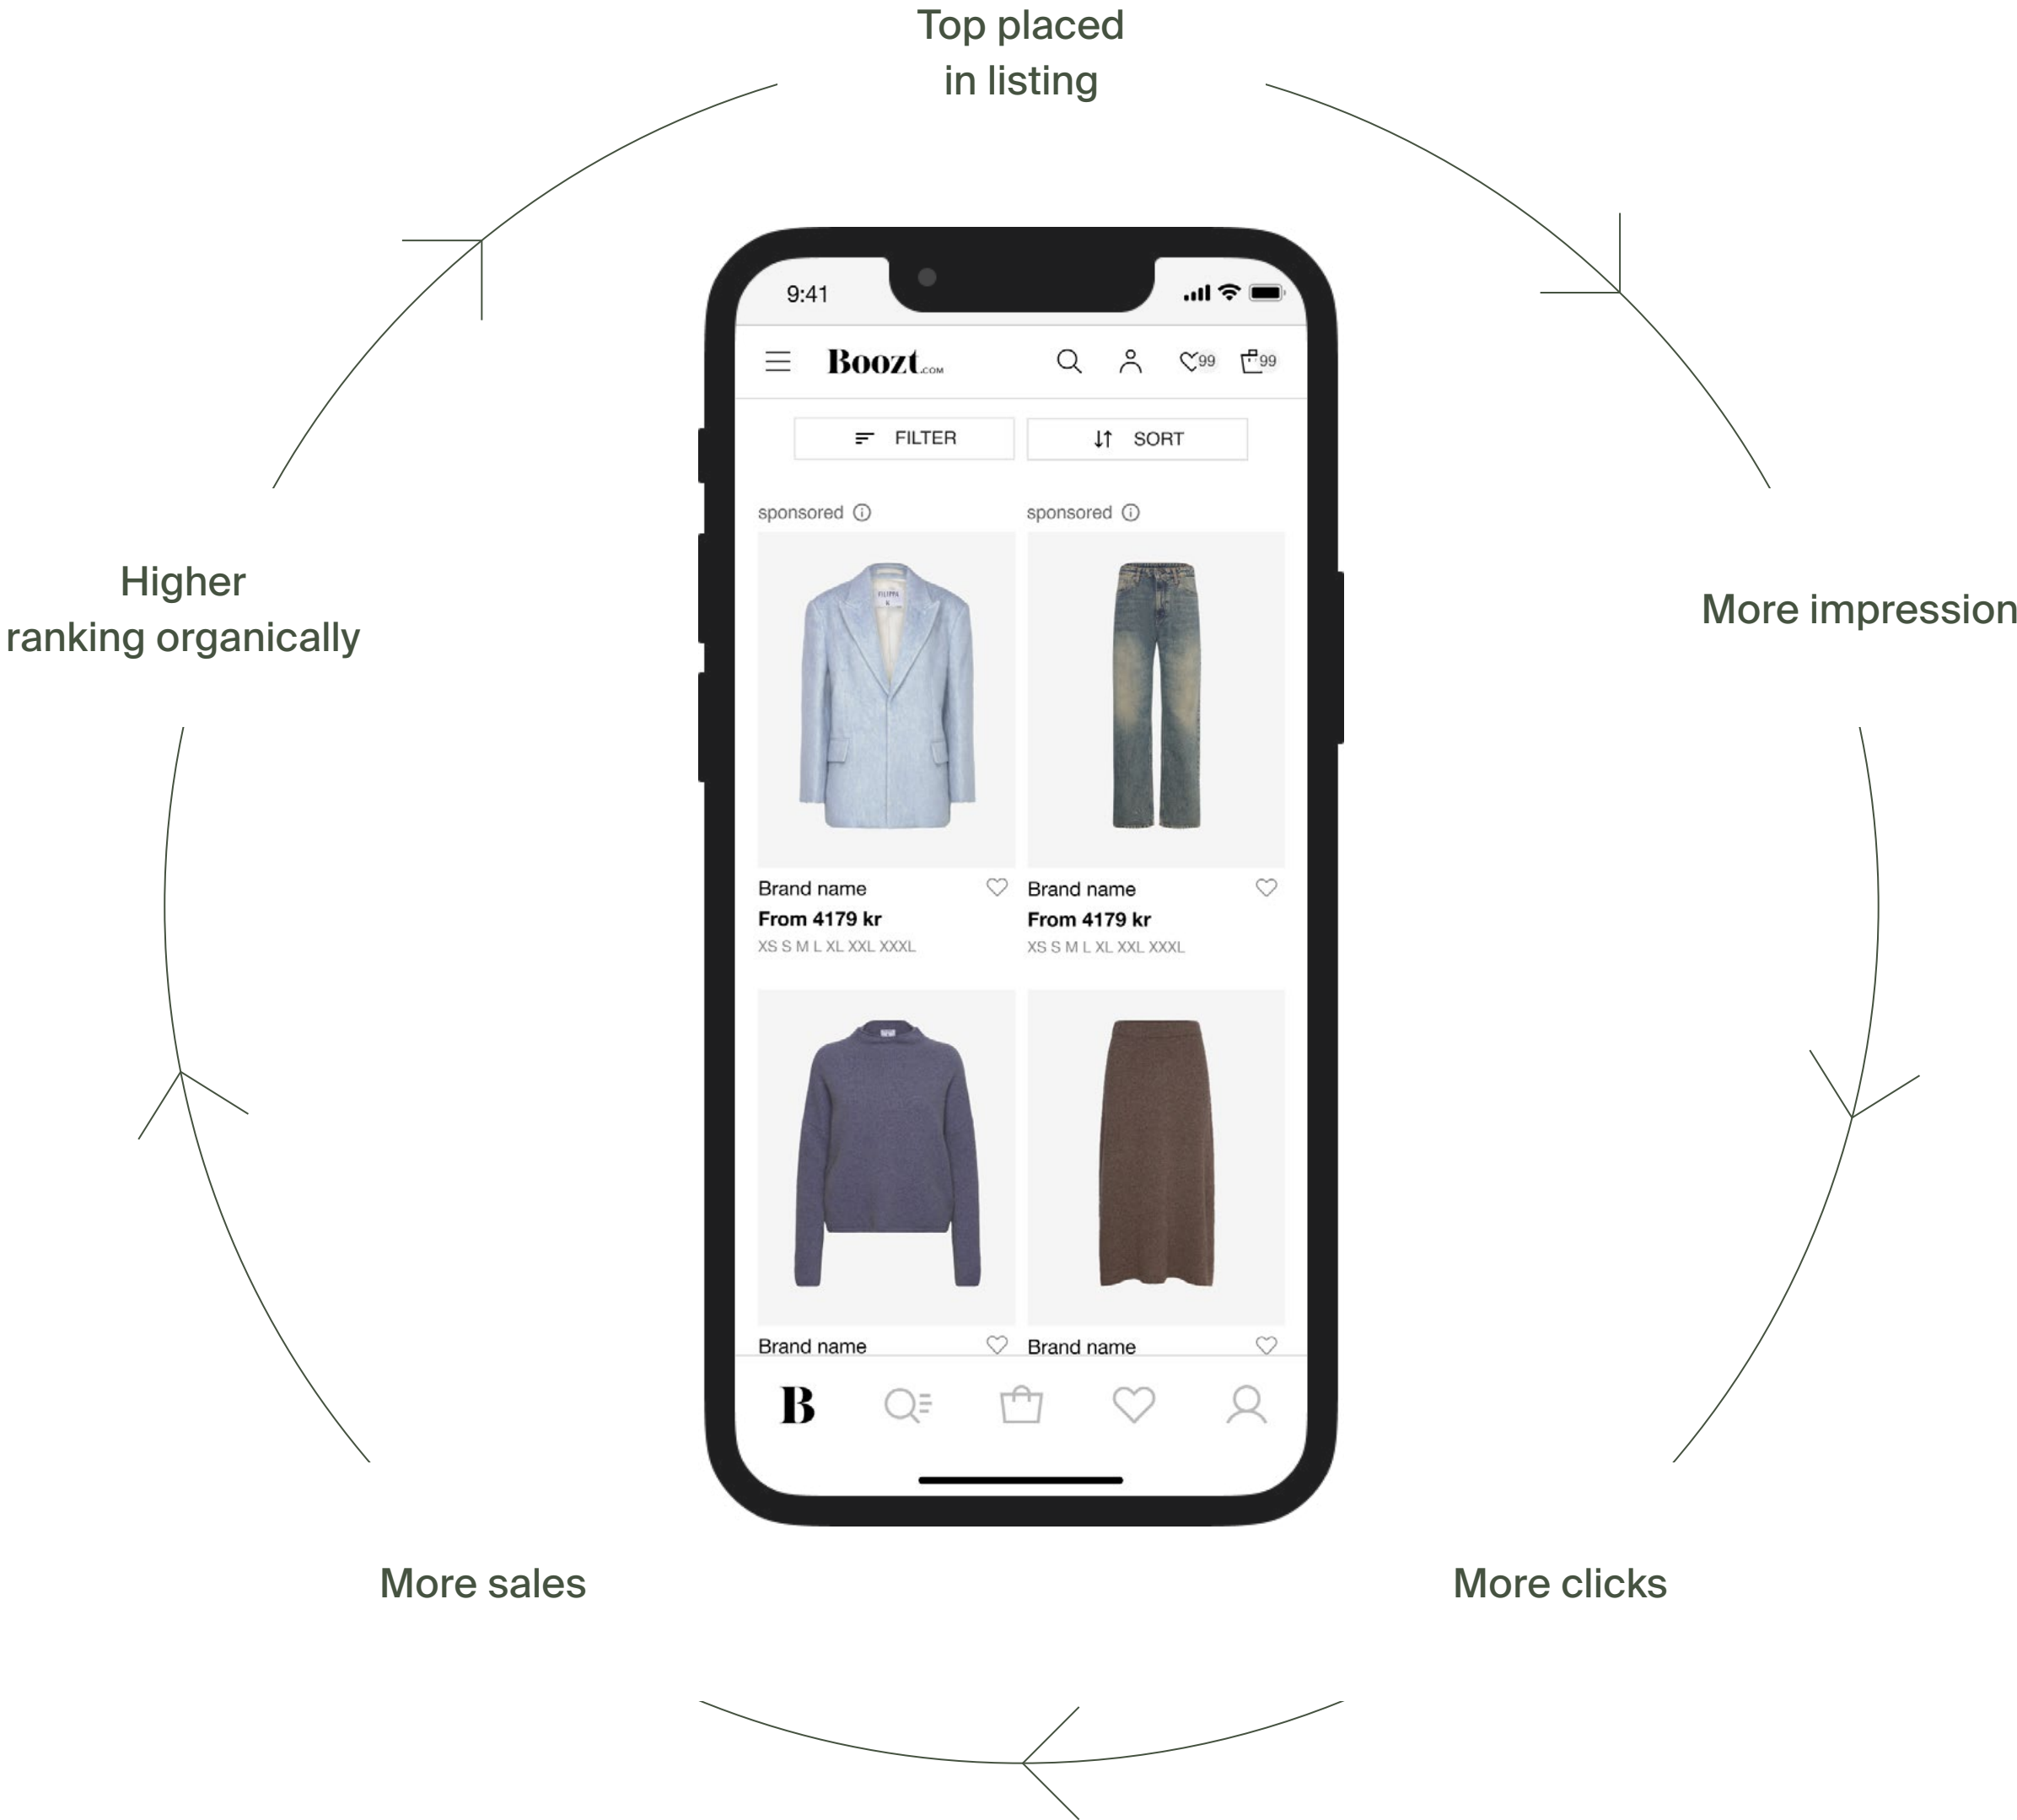 Top placed
in listing
9:41
Boozt.COM
99
99
FILTER
SORT
sponsored
sponsored
FILIPPA
K
Brand name
Brand name
From 4179 kr
From 4179 kr
XS S M L XL XXL XXXL
XS S M L XL XXL XXXL
Brand name
Brand name
B
Higher
ranking organically
More impression
More sales
More clicks